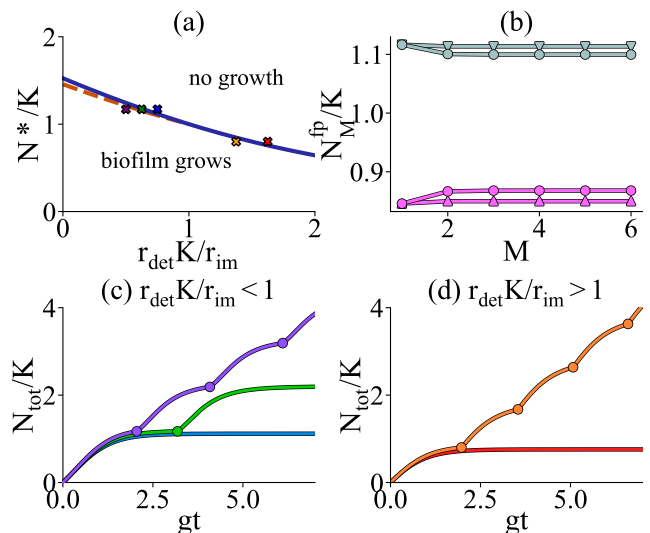 (a)
2
1
0
N*/K
no growth
biofilm grows
0 1 2
r_det K/r_im
(b)
1.1
1.0
0.9
N_M^fp/K
2 4 6
M
(c) r_det K/r_im < 1
4
2
0
N_tot/K
0.0 2.5 5.0
gt
(d) r_det K/r_im > 1
4
2
0
N_tot/K
0.0 2.5 5.0
gt